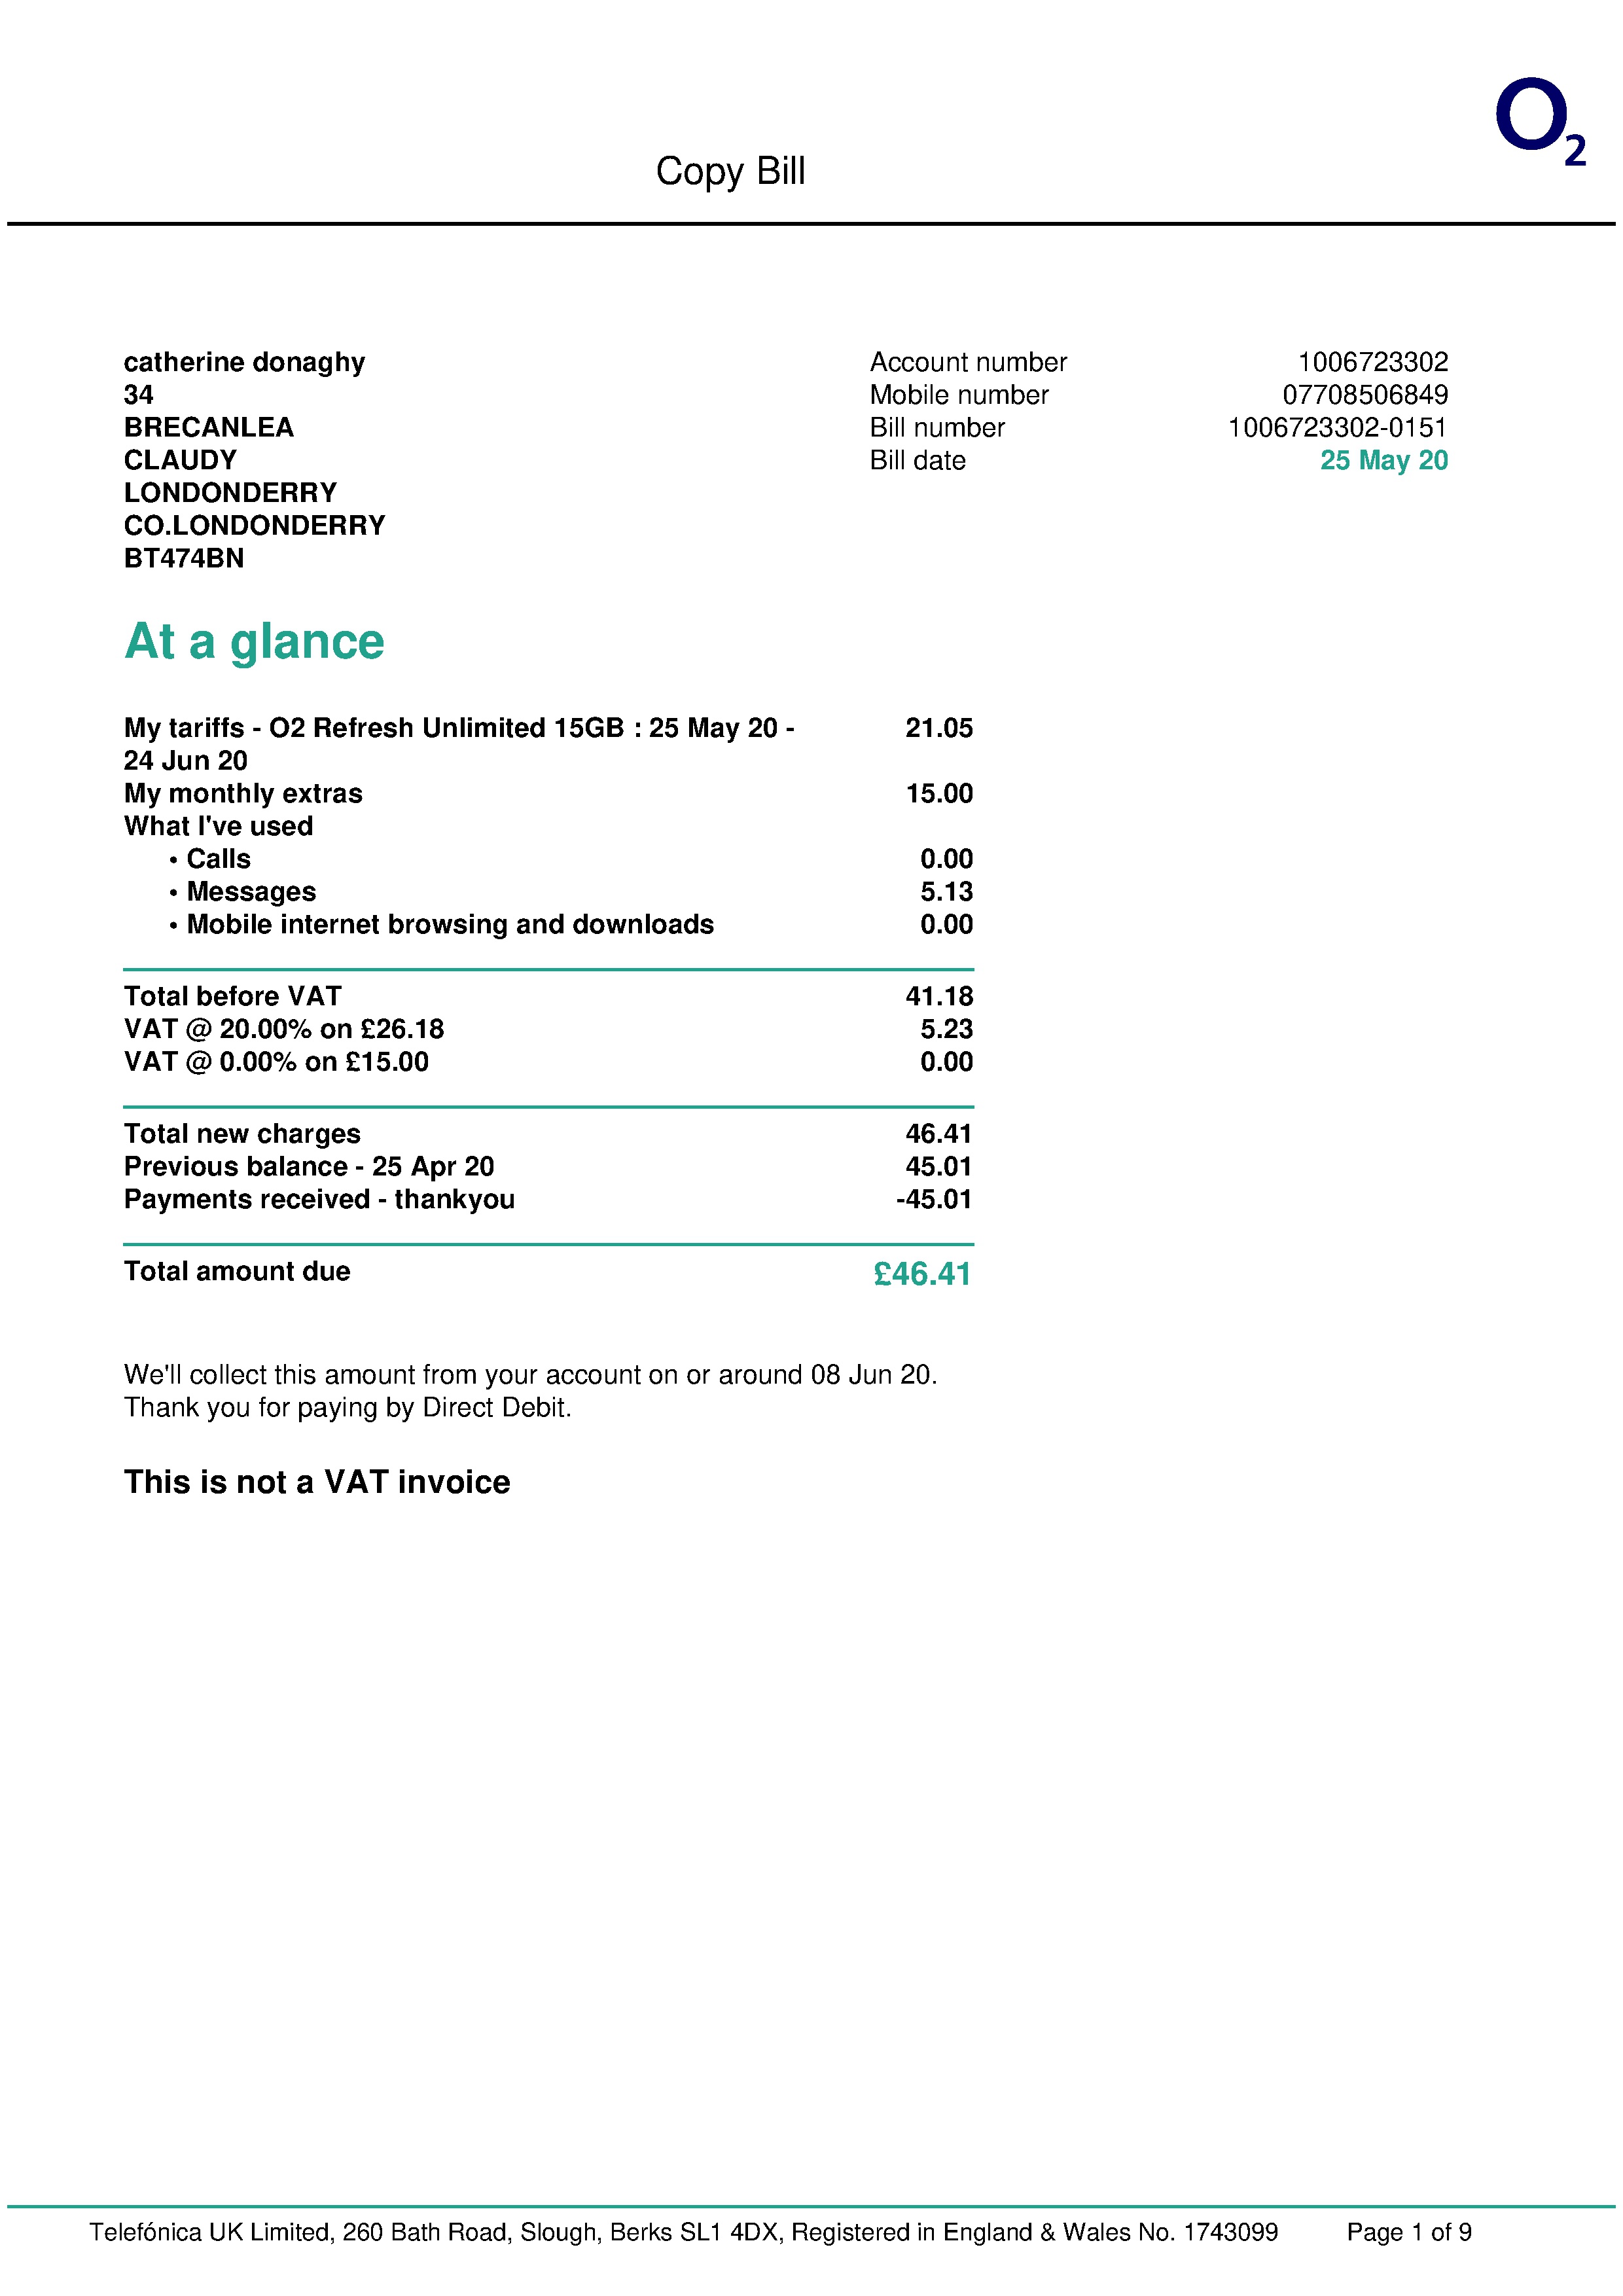 O2
Copy Bill
catherine donaghy
34
BRECANLEA
CLAUDY
LONDONDERRY
CO.LONDONDERRY
BT474BN
Account number 1006723302
Mobile number 07708506849
Bill number 1006723302-0151
Bill date 25 May 20
At a glance
My tariffs - O2 Refresh Unlimited 15GB : 25 May 20 - 21.05
24 Jun 20
My monthly extras 15.00
What I've used
• Calls 0.00
• Messages 5.13
• Mobile internet browsing and downloads 0.00
Total before VAT 41.18
VAT @ 20.00% on £26.18 5.23
VAT @ 0.00% on £15.00 0.00
Total new charges 46.41
Previous balance - 25 Apr 20 45.01
Payments received - thankyou -45.01
Total amount due £46.41
We'll collect this amount from your account on or around 08 Jun 20.
Thank you for paying by Direct Debit.
This is not a VAT invoice
Telefónica UK Limited, 260 Bath Road, Slough, Berks SL1 4DX, Registered in England & Wales No. 1743099 Page 1 of 9